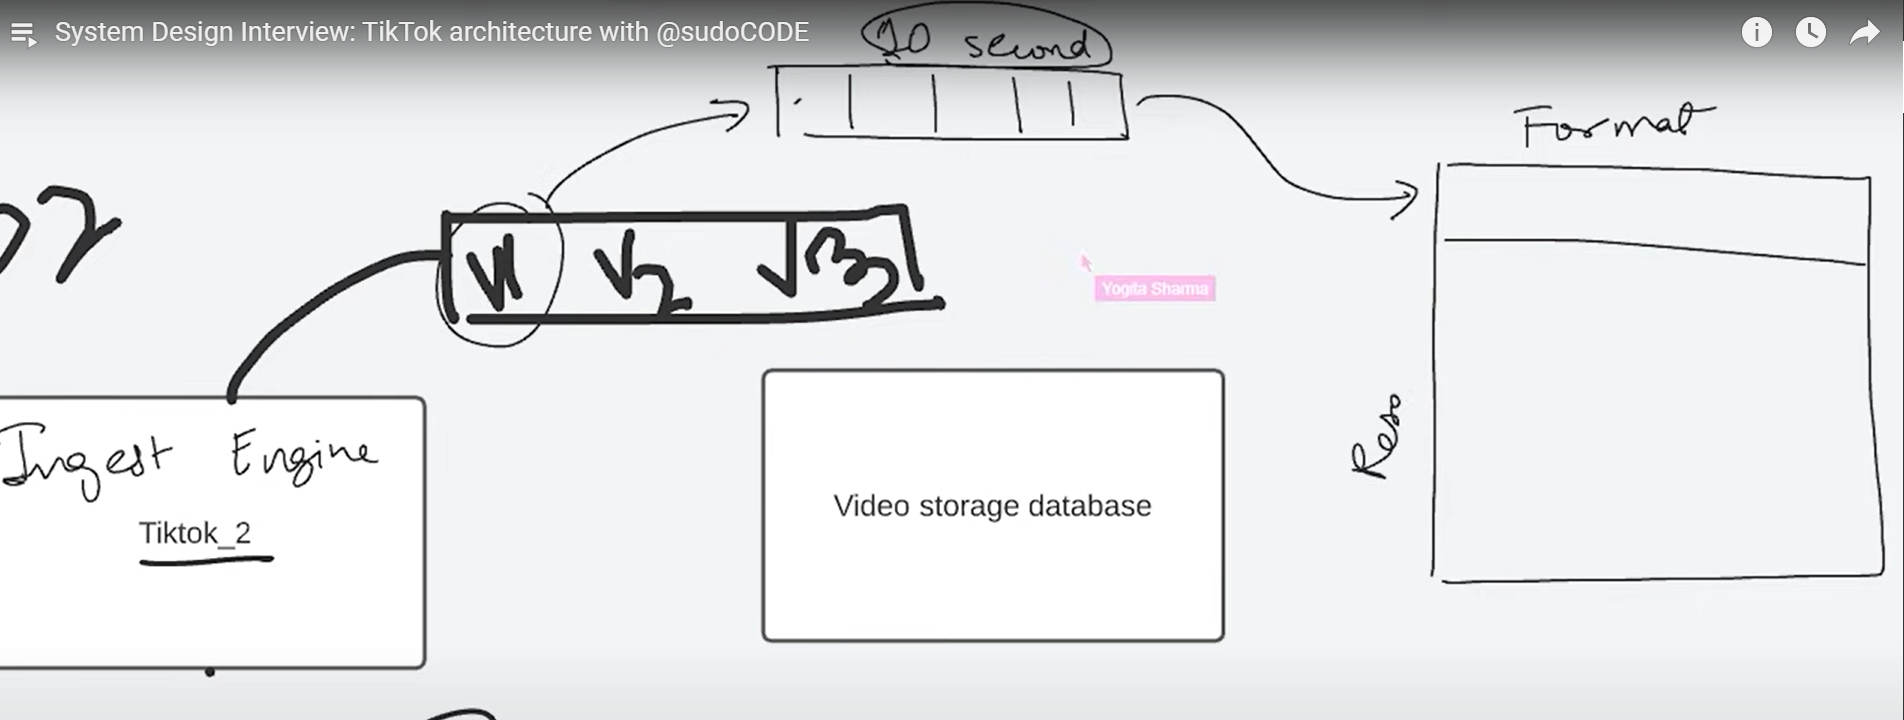 System Design Interview: TikTok architecture with @sudoCODE
10 second
Format
V1 V2 V3
Yogita Sharma
Reso
Ingest Engine
Tiktok_2
Video storage database